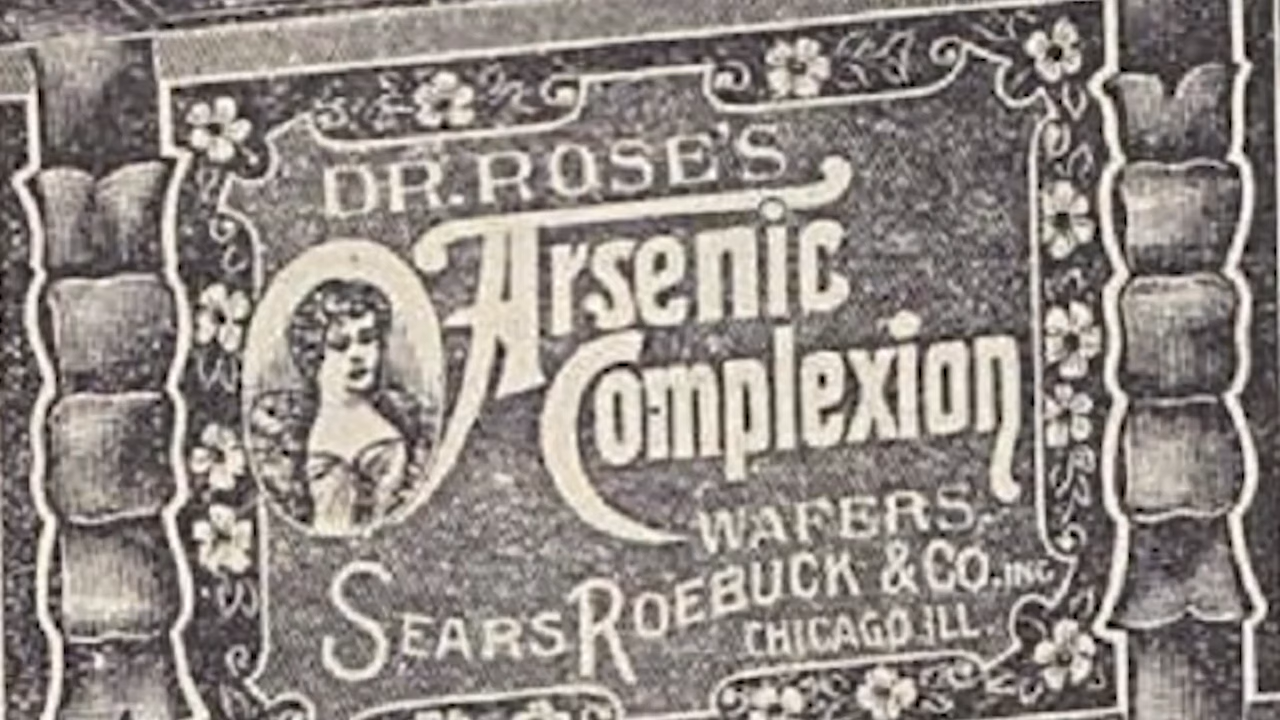 DR. ROSE'S
Arsenic
Complexion
WAFERS.
SEARS ROEBUCK & CO. INC
CHICAGO. ILL.